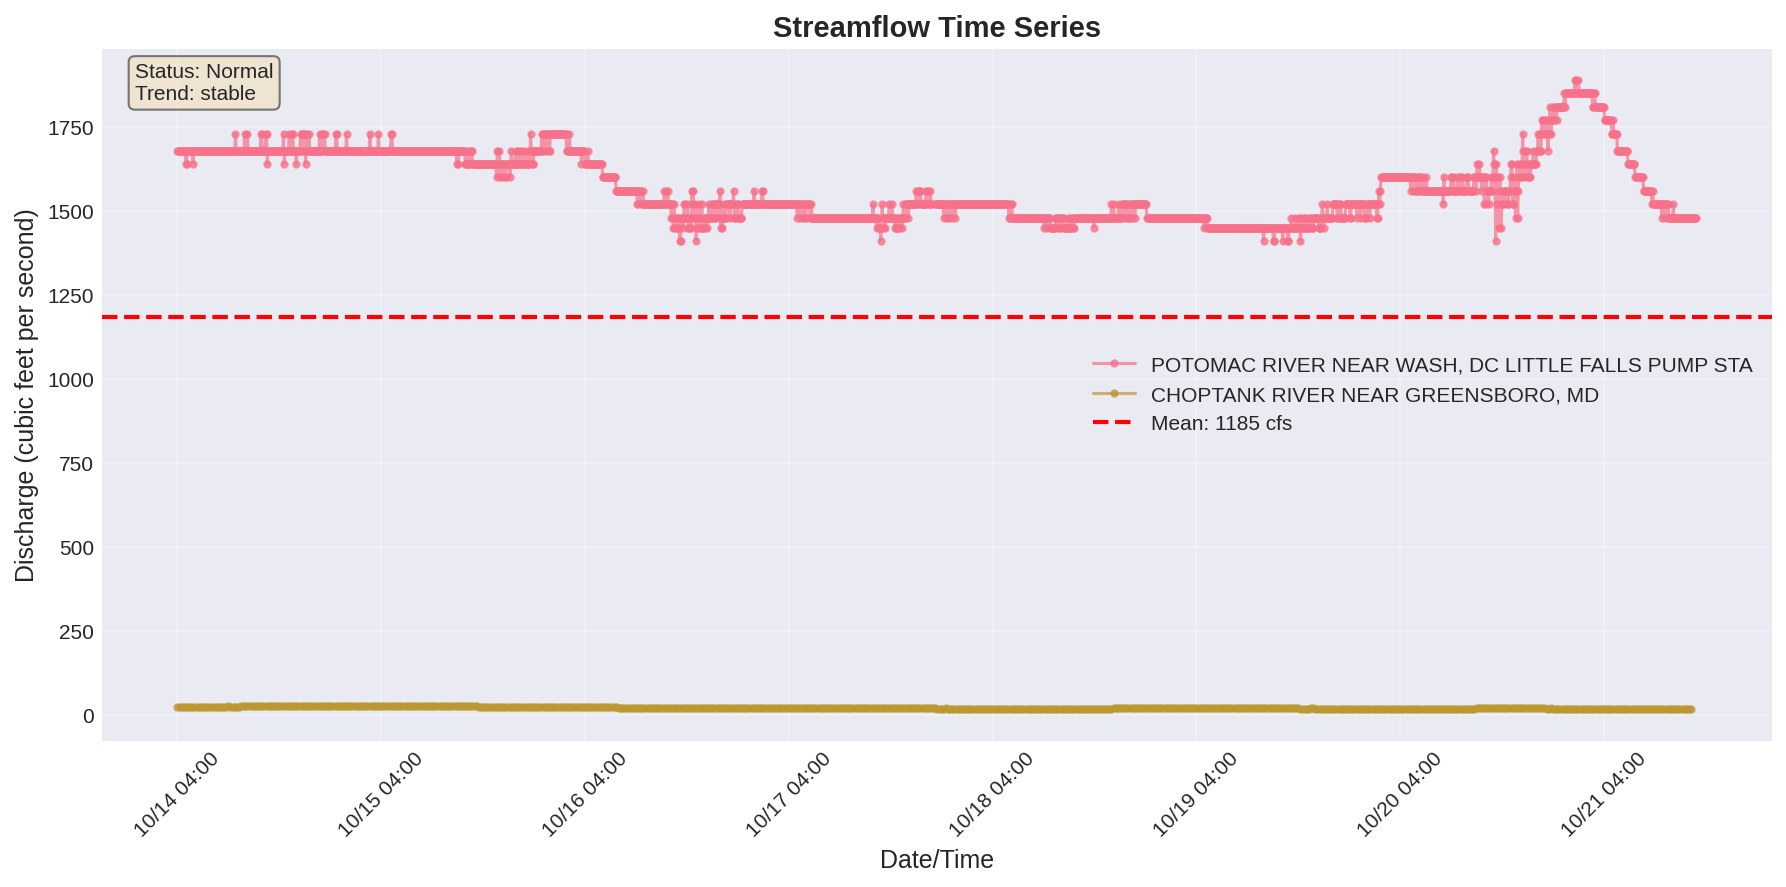 Streamflow Time Series
Status: Normal
Trend: stable
Discharge (cubic feet per second)
1750
1500
1250
1000
750
500
250
0
POTOMAC RIVER NEAR WASH, DC LITTLE FALLS PUMP STA
CHOPTANK RIVER NEAR GREENSBORO, MD
Mean: 1185 cfs
10/14 04:00
10/15 04:00
10/16 04:00
10/17 04:00
10/18 04:00
10/19 04:00
10/20 04:00
10/21 04:00
Date/Time